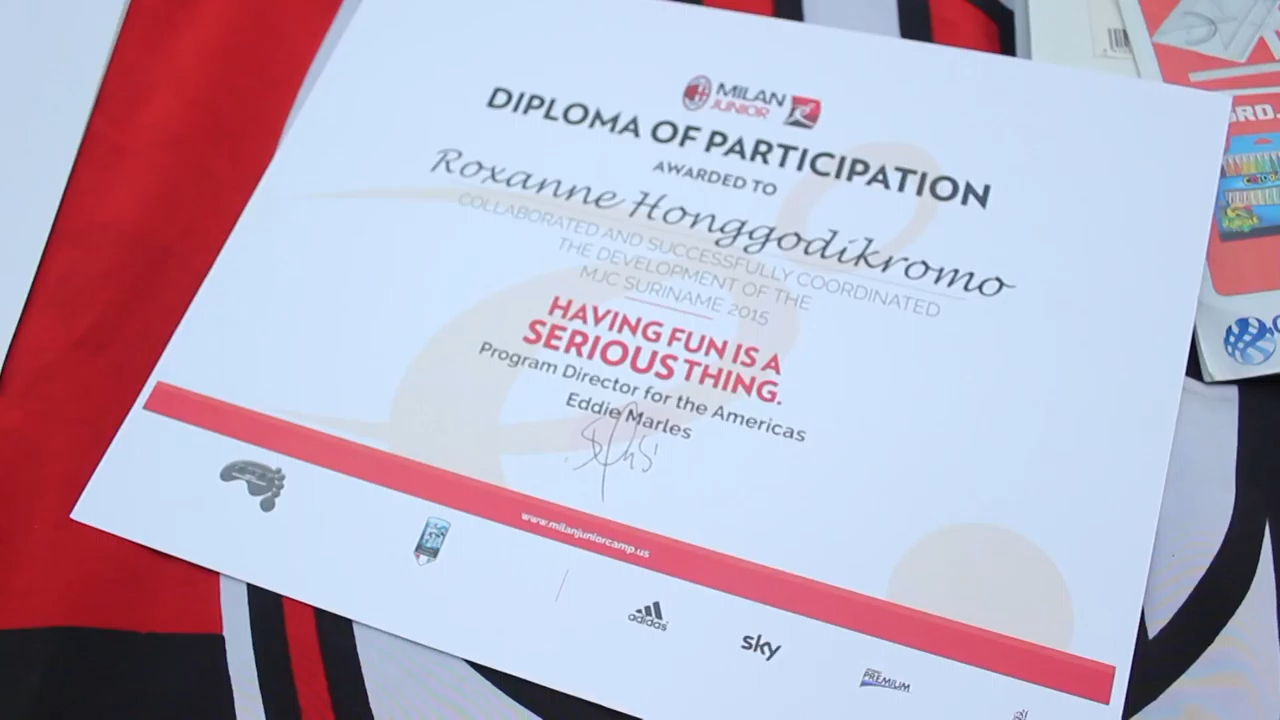 MILAN
JUNIOR
DIPLOMA OF PARTICIPATION
AWARDED TO
Roxanne Honggodikromo
COLLABORATED AND SUCCESSFULLY COORDINATED
THE DEVELOPMENT OF THE
MJC SURINAME 2015
HAVING FUN IS A
SERIOUS THING.
Program Director for the Americas
Eddie Marles
www.milanjuniorcamp.us
adidas
sky
PREMIUM